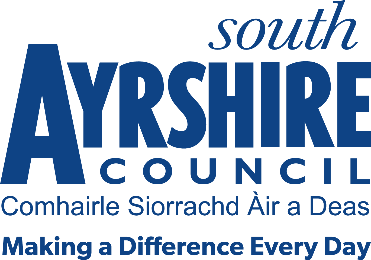 south
AYRSHIRE
COUNCIL
Comhairle Siorrachd Àir a Deas
Making a Difference Every Day